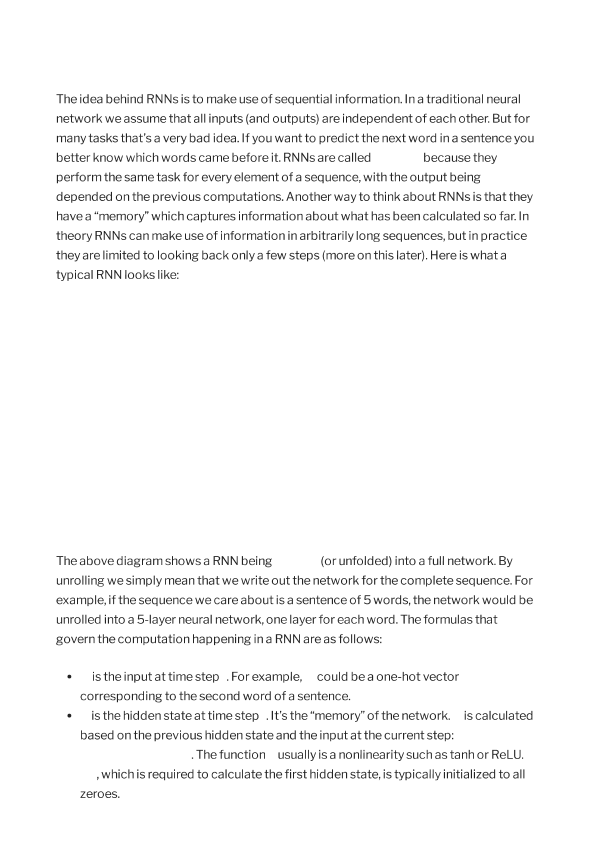 The idea behind RNNs is to make use of sequential information. In a traditional neural
network we assume that all inputs (and outputs) are independent of each other. But for
many tasks that's a very bad idea. If you want to predict the next word in a sentence you
better know which words came before it. RNNs are called because they
perform the same task for every element of a sequence, with the output being
depended on the previous computations. Another way to think about RNNs is that they
have a “memory” which captures information about what has been calculated so far. In
theory RNNs can make use of information in arbitrarily long sequences, but in practice
they are limited to looking back only a few steps (more on this later). Here is what a
typical RNN looks like:
The above diagram shows a RNN being (or unfolded) into a full network. By
unrolling we simply mean that we write out the network for the complete sequence. For
example, if the sequence we care about is a sentence of 5 words, the network would be
unrolled into a 5-layer neural network, one layer for each word. The formulas that
govern the computation happening in a RNN are as follows:
• is the input at time step . For example, could be a one-hot vector
corresponding to the second word of a sentence.
• is the hidden state at time step . It's the “memory” of the network. is calculated
based on the previous hidden state and the input at the current step:
. The function usually is a nonlinearity such as tanh or ReLU.
, which is required to calculate the first hidden state, is typically initialized to all
zeroes.